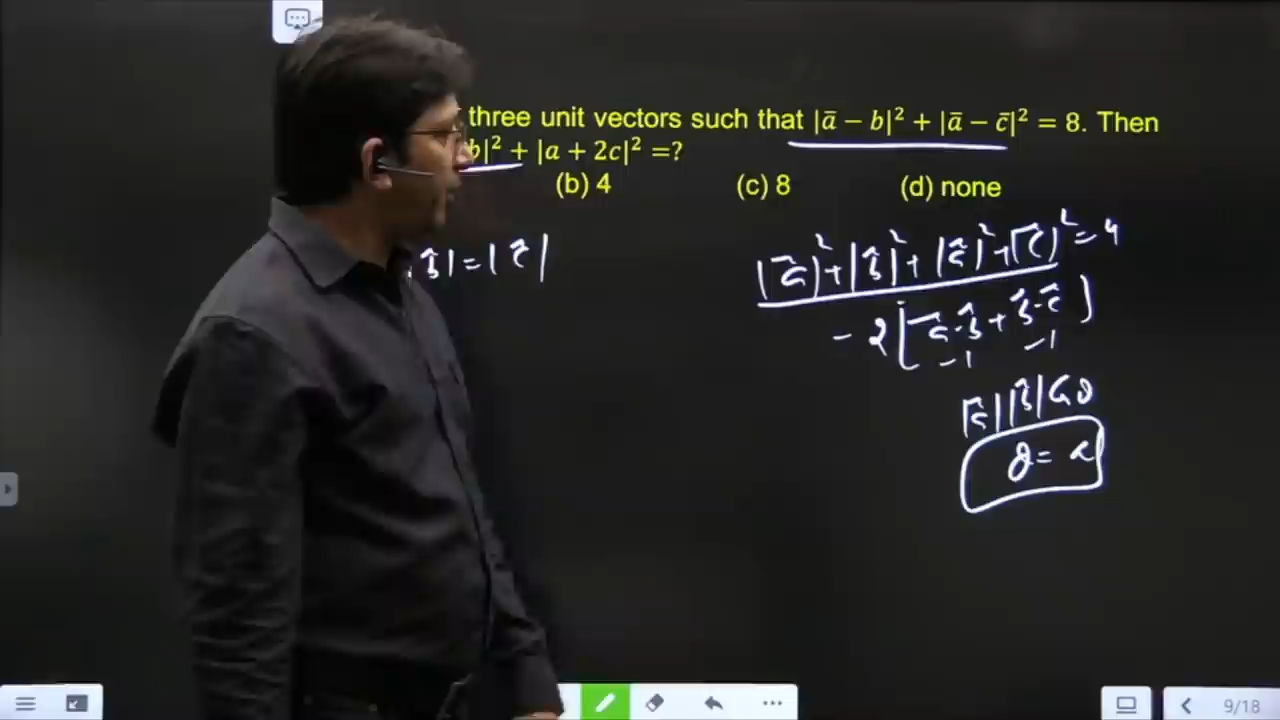 three unit vectors such that |ā − b|² + |ā − c̄|² = 8. Then
b|² + |a + 2c|² =?
(b) 4 (c) 8 (d) none
|a|² + |b|² + |a|² + |c|² = 4
− 2[a·b + b·c]
−1 −1
|a||b|cosθ
θ = π
9/18